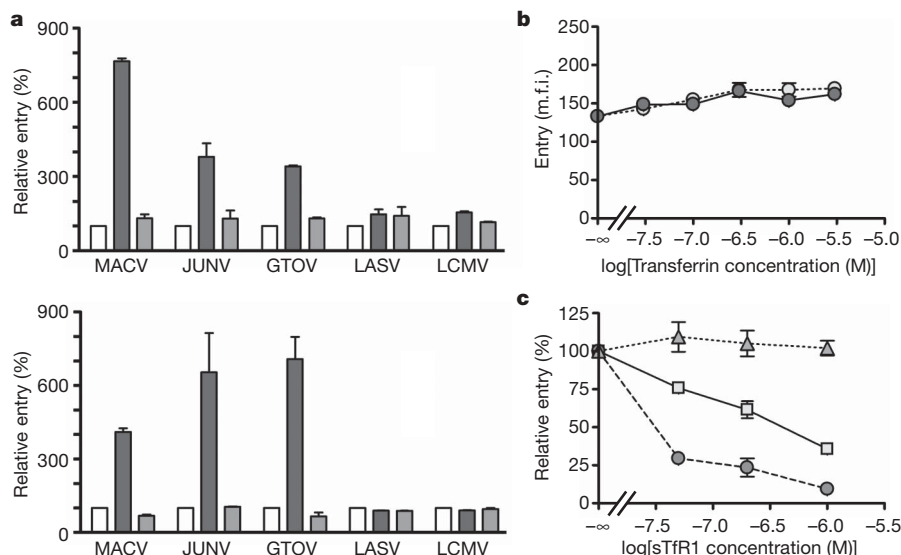 a
900
600
300
0
Relative entry (%)
MACV JUNV GTOV LASV LCMV
900
600
300
0
Relative entry (%)
MACV JUNV GTOV LASV LCMV
b
250
200
150
100
50
0
Entry (m.f.i.)
–∞ –7.5 –7.0 –6.5 –6.0 –5.5 –5.0
log[Transferrin concentration (M)]
c
125
100
75
50
25
0
Relative entry (%)
–∞ –7.5 –7.0 –6.5 –6.0 –5.5 –5.0
log[sTfR1 concentration (M)]